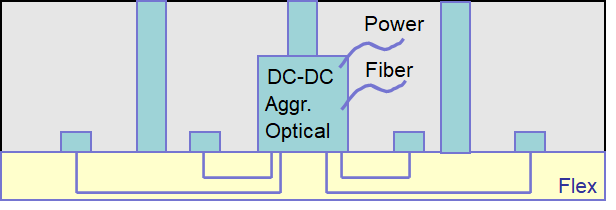 Power
DC-DC
Fiber
Aggr.
Optical
Flex